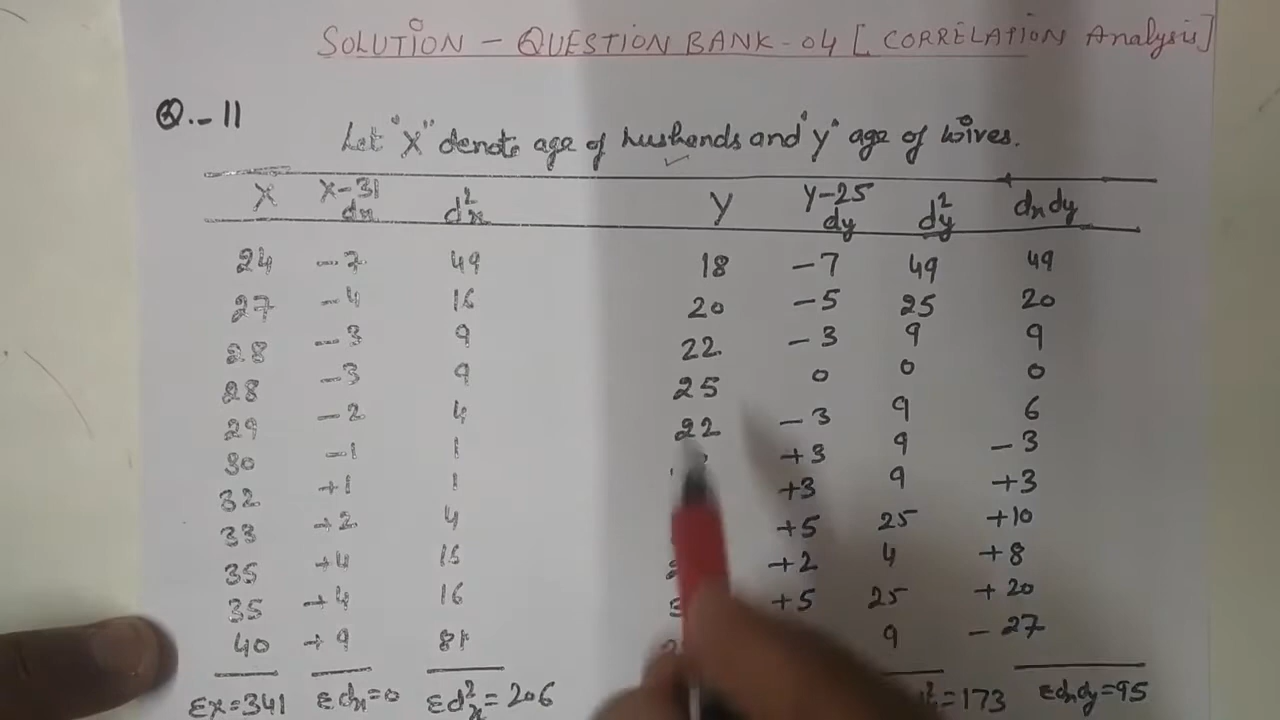 SOLUTION - QUESTION BANK-04 [CORRELATION Analysis]
Q.-11
Let "X" denote age of husbands and "Y" age of wives.
X X-31 dx d²x Y Y-25 dy d²y dxdy
24 -7 49 18 -7 49 49
27 -4 16 20 -5 25 20
28 -3 9 22 -3 9 9
28 -3 9 25 0 0 0
29 -2 4 22 -3 9 6
30 -1 1 +3 9 -3
32 +1 1 +3 9 +3
33 +2 4 +5 25 +10
35 +4 16 +2 4 +8
35 +4 16 +5 25 +20
40 +9 81 9 -27
Σx=341 Σdx=0 Σd²x=206 =173 Σdxdy=95